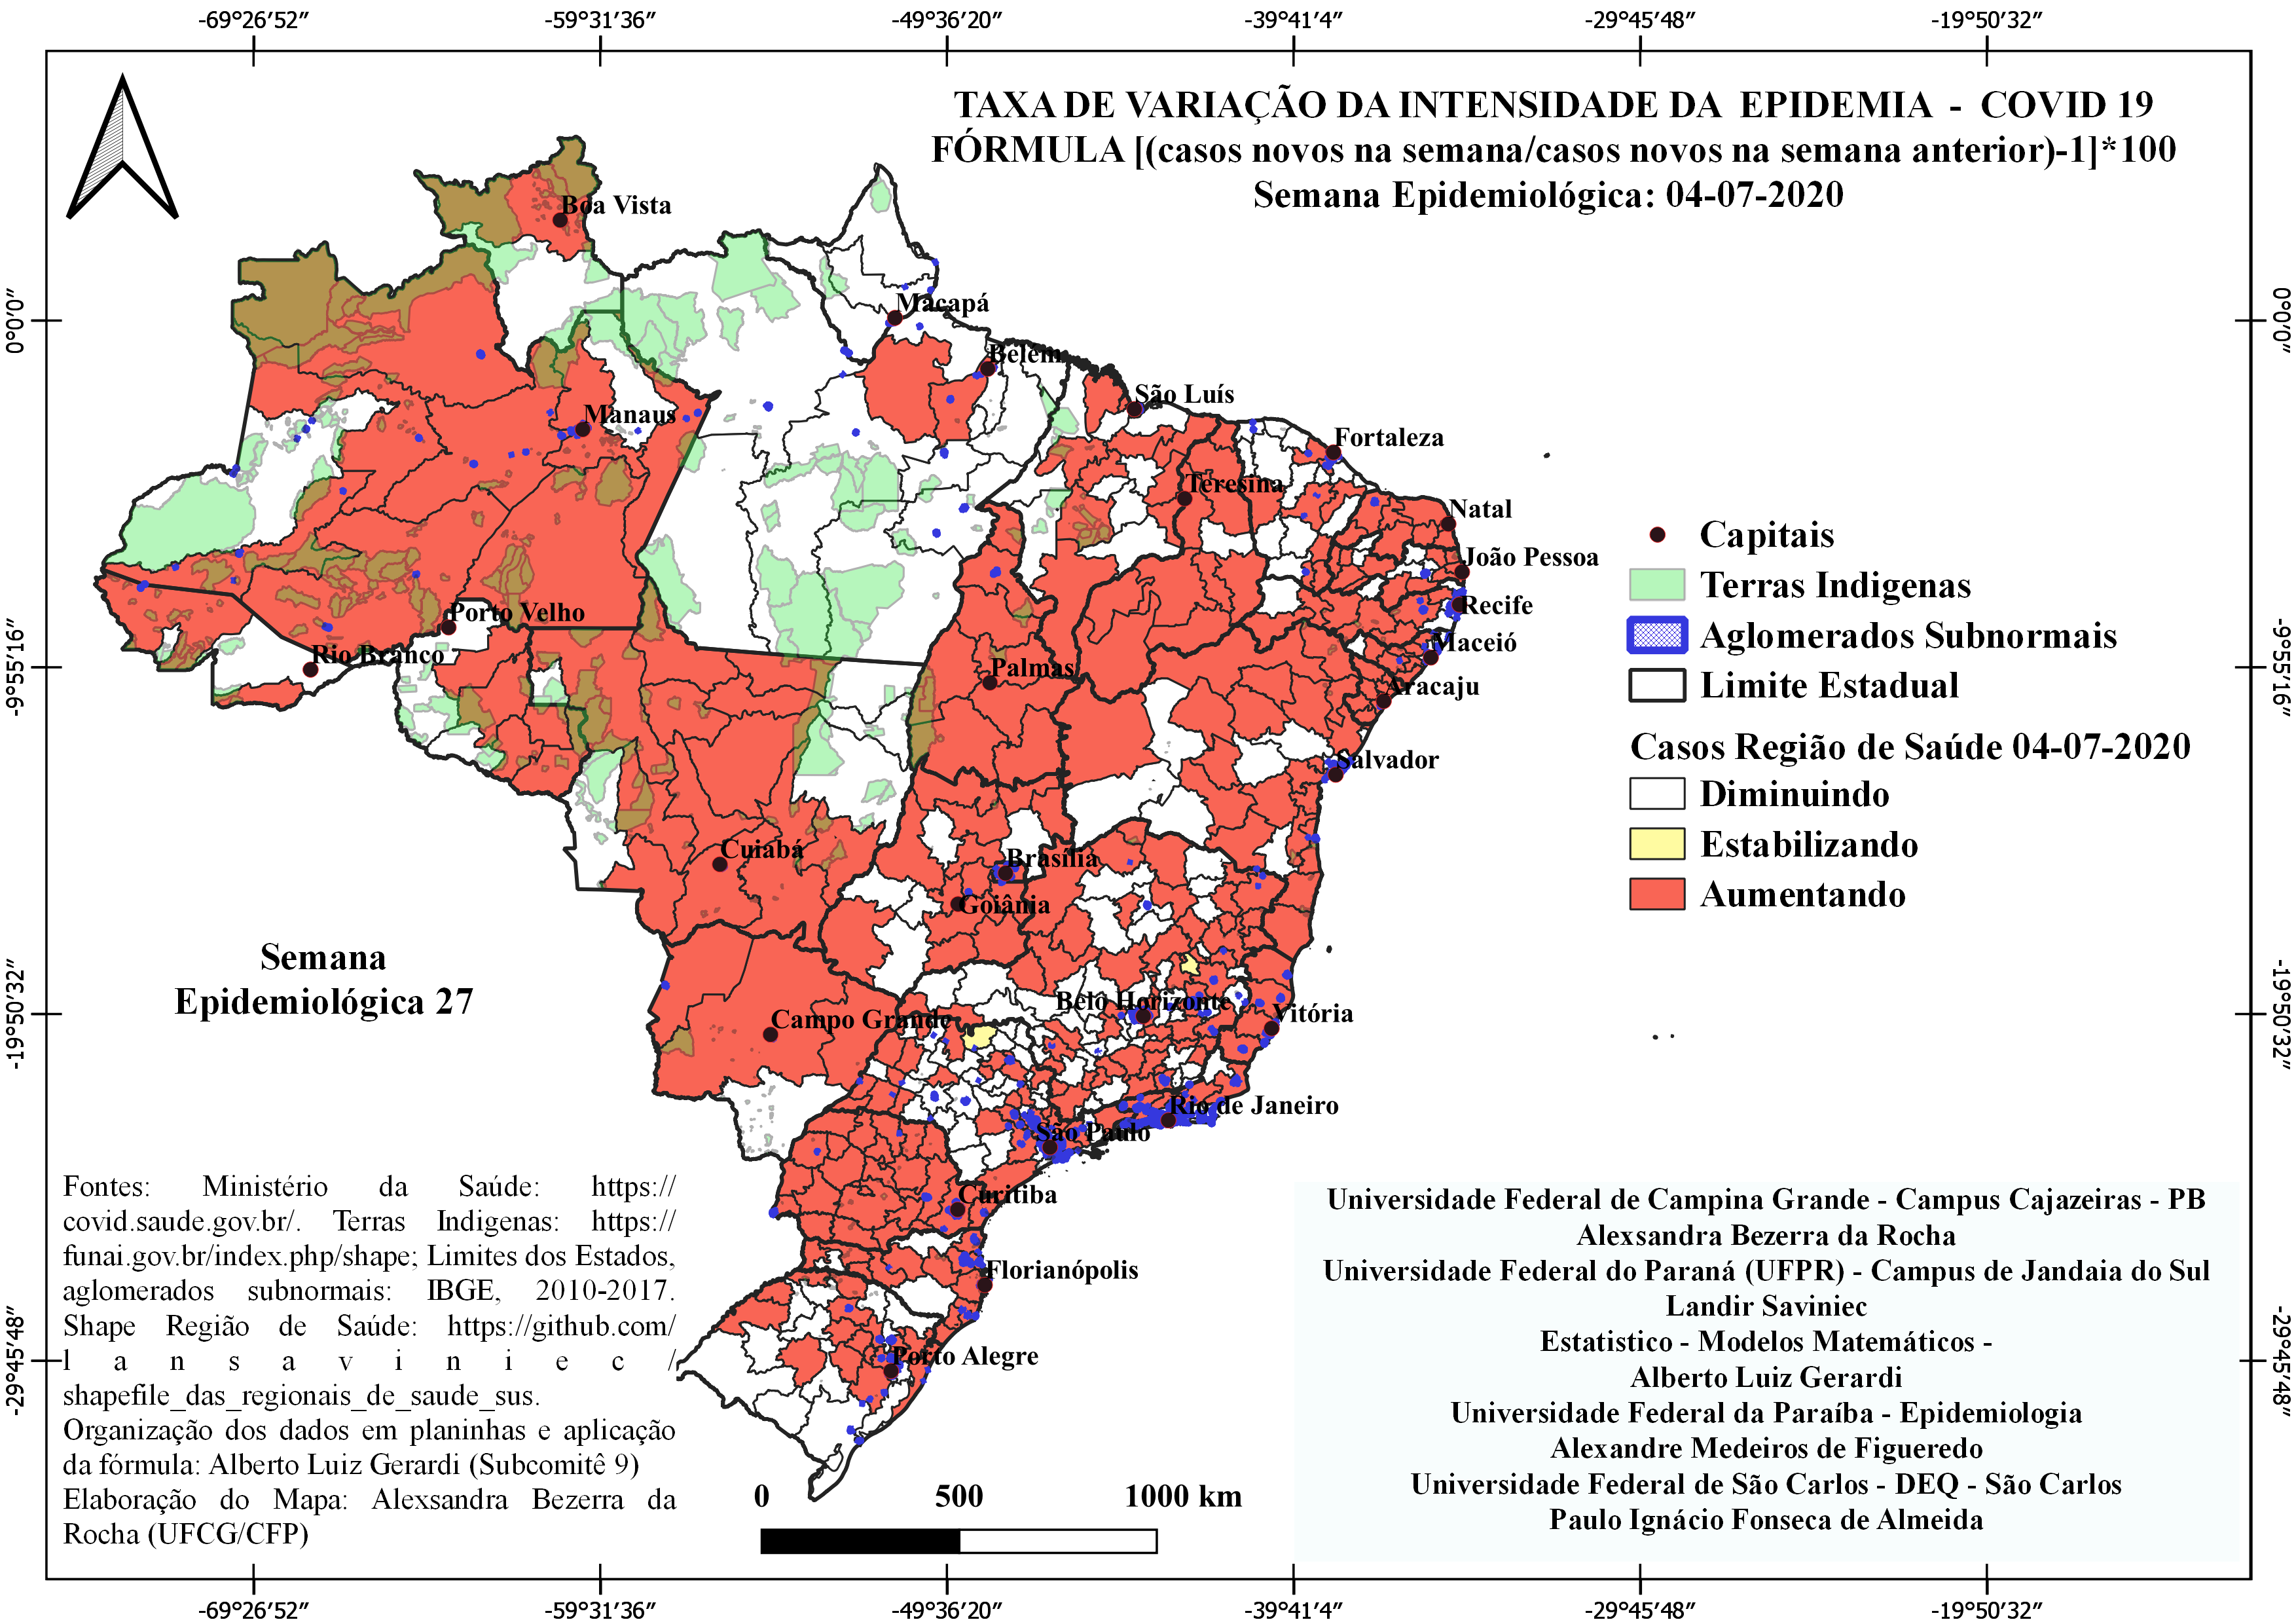 -69°26′52″ -59°31′36″ -49°36′20″ -39°41′4″ -29°45′48″ -19°50′32″
TAXA DE VARIAÇÃO DA INTENSIDADE DA EPIDEMIA - COVID 19
FÓRMULA [(casos novos na semana/casos novos na semana anterior)-1]*100
Semana Epidemiológica: 04-07-2020
Boa Vista
Macapá
Belém
São Luís
Manaus
Fortaleza
Teresina
Natal
João Pessoa
Recife
Porto Velho
Maceió
Rio Branco
Palmas
Aracaju
Salvador
Cuiabá
Brasília
Goiânia
Belo Horizonte
Vitória
Campo Grande
Rio de Janeiro
São Paulo
Curitiba
Florianópolis
Porto Alegre
0°0′0″
-9°55′16″
-19°50′32″
-29°45′48″
0°0′0″
-9°55′16″
-19°50′32″
-29°45′48″
Capitais
Terras Indigenas
Aglomerados Subnormais
Limite Estadual
Casos Região de Saúde 04-07-2020
Diminuindo
Estabilizando
Aumentando
Semana
Epidemiológica 27
Fontes: Ministério da Saúde: https://
covid.saude.gov.br/. Terras Indigenas: https://
funai.gov.br/index.php/shape; Limites dos Estados,
aglomerados subnormais: IBGE, 2010-2017.
Shape Região de Saúde: https://github.com/
l a n s a v i n i e c /
shapefile_das_regionais_de_saude_sus.
Organização dos dados em planinhas e aplicação
da fórmula: Alberto Luiz Gerardi (Subcomitê 9)
Elaboração do Mapa: Alexsandra Bezerra da
Rocha (UFCG/CFP)
0 500 1000 km
Universidade Federal de Campina Grande - Campus Cajazeiras - PB
Alexsandra Bezerra da Rocha
Universidade Federal do Paraná (UFPR) - Campus de Jandaia do Sul
Landir Saviniec
Estatistico - Modelos Matemáticos -
Alberto Luiz Gerardi
Universidade Federal da Paraíba - Epidemiologia
Alexandre Medeiros de Figueredo
Universidade Federal de São Carlos - DEQ - São Carlos
Paulo Ignácio Fonseca de Almeida
-69°26′52″ -59°31′36″ -49°36′20″ -39°41′4″ -29°45′48″ -19°50′32″